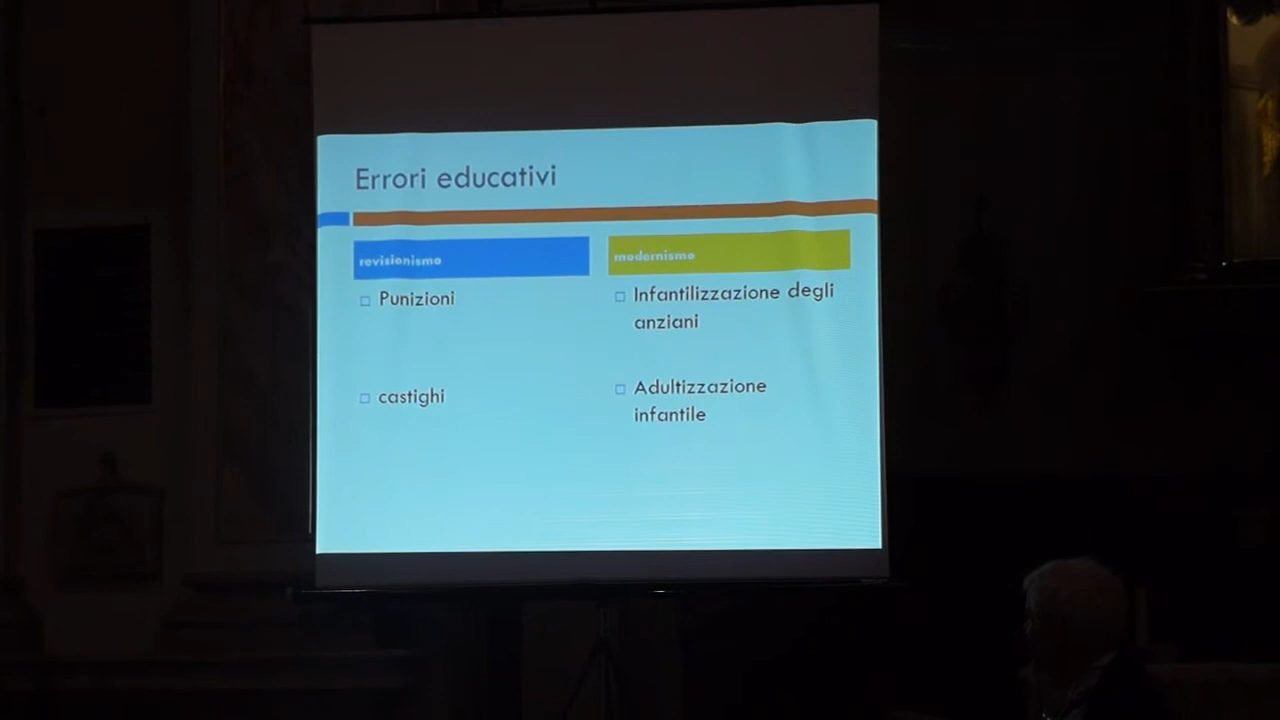 Errori educativi
revisionismo
Punizioni
castighi
modernismo
Infantilizzazione degli
anziani
Adultizzazione
infantile